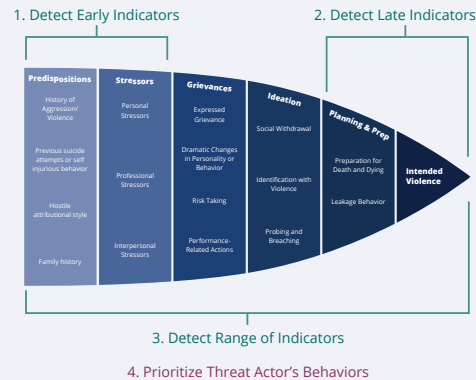 1. Detect Early Indicators
2. Detect Late Indicators
Predispositions
History of
Aggression/
Violence
Previous suicide
attempts or self
injurious behavior
Hostile
attributional style
Family history
Stressors
Personal
Stressors
Professional
Stressors
Interpersonal
Stressors
Grievances
Expressed
Grievance
Dramatic Changes
in Personality or
Behavior
Risk Taking
Performance-
Related Actions
Ideation
Social Withdrawal
Identification with
Violence
Probing and
Breaching
Planning & Prep
Preparation for
Death and Dying
Leakage Behavior
Intended
Violence
3. Detect Range of Indicators
4. Prioritize Threat Actor's Behaviors